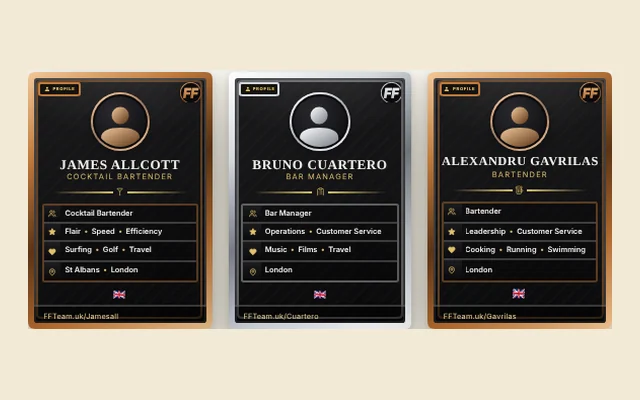 PROFILE
FF
JAMES ALLCOTT
COCKTAIL BARTENDER
Cocktail Bartender
Flair • Speed • Efficiency
Surfing • Golf • Travel
St Albans • London
FFTeam.uk/Jamesall
PROFILE
FF
BRUNO CUARTERO
BAR MANAGER
Bar Manager
Operations • Customer Service
Music • Films • Travel
London
FFTeam.uk/Cuartero
PROFILE
FF
ALEXANDRU GAVRILAS
BARTENDER
Bartender
Leadership • Customer Service
Cooking • Running • Swimming
London
FFTeam.uk/Gavrilas